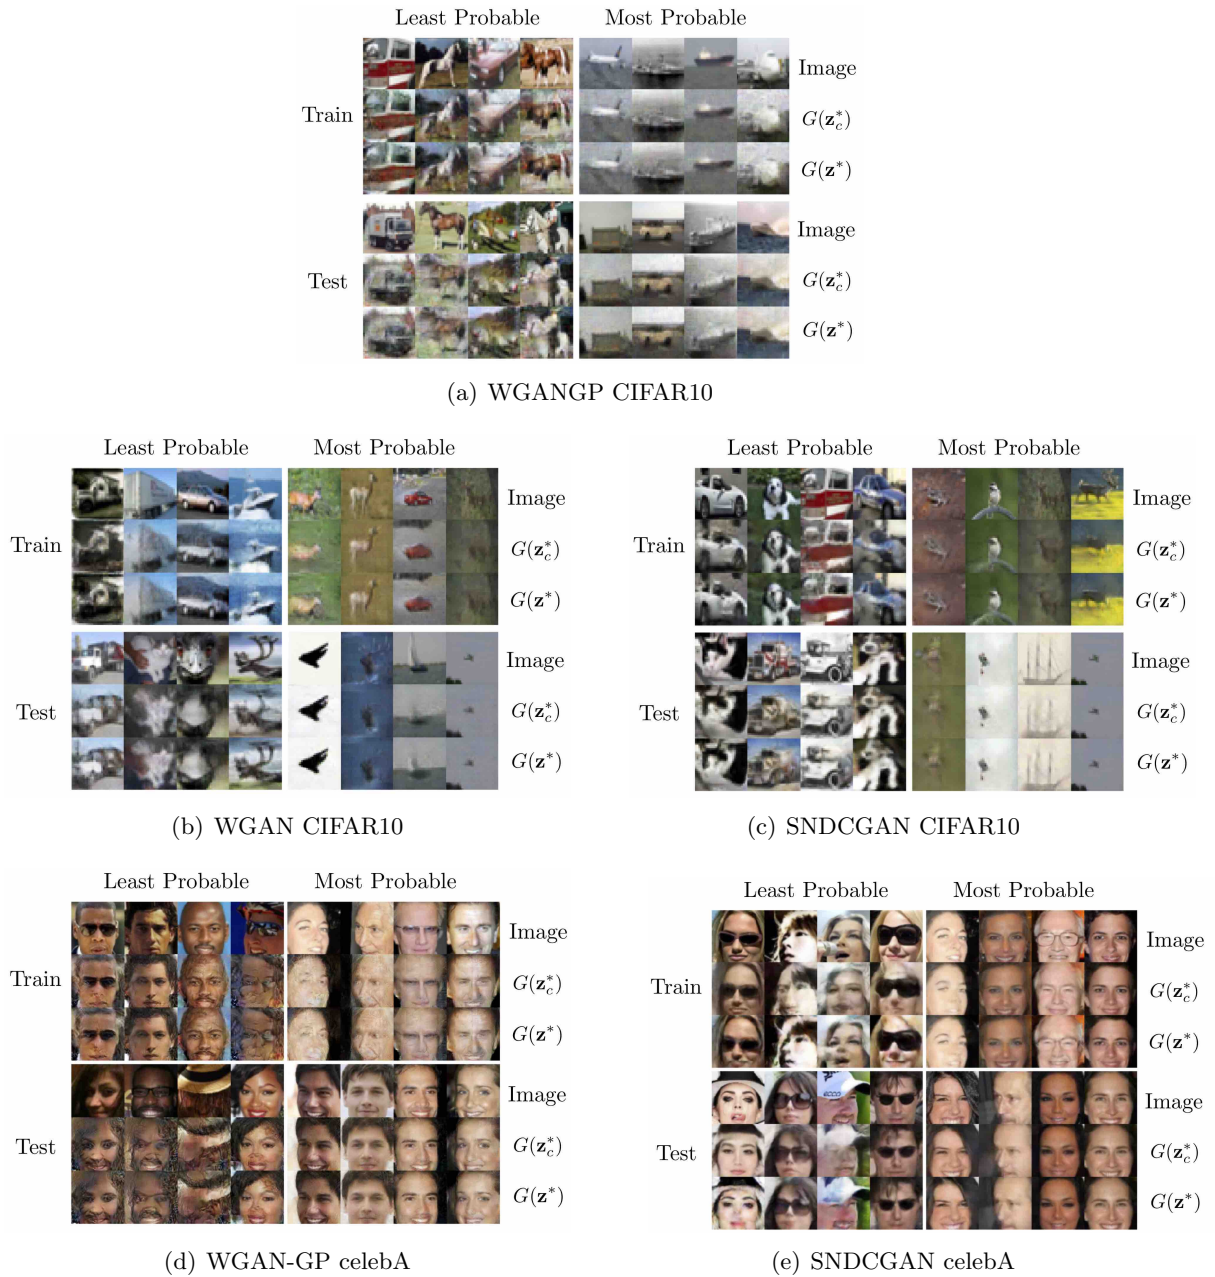 Least Probable Most Probable
Image
Train G(z*c)
G(z*)
Image
Test G(z*c)
G(z*)
(a) WGANGP CIFAR10
Least Probable Most Probable
Image
Train G(z*c)
G(z*)
Image
Test G(z*c)
G(z*)
(b) WGAN CIFAR10
Least Probable Most Probable
Image
Train G(z*c)
G(z*)
Image
Test G(z*c)
G(z*)
(c) SNDCGAN CIFAR10
Least Probable Most Probable
Image
Train G(z*c)
G(z*)
Image
Test G(z*c)
G(z*)
(d) WGAN-GP celebA
Least Probable Most Probable
Image
Train G(z*c)
G(z*)
ECCO
Image
Test G(z*c)
G(z*)
(e) SNDCGAN celebA